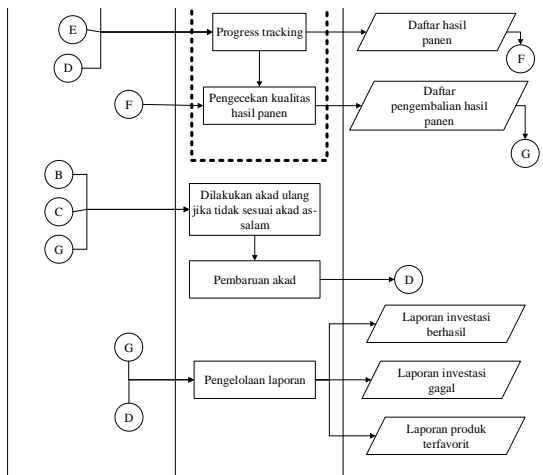 E
Progress tracking
Daftar hasil
panen
D
F
F
Pengecekan kualitas
hasil panen
Daftar
pengembalian hasil
panen
G
B
C
G
Dilakukan akad ulang
jika tidak sesuai akad as-
salam
Pembaruan akad
D
G
D
Pengelolaan laporan
Laporan investasi
berhasil
Laporan investasi
gagal
Laporan produk
terfavorit